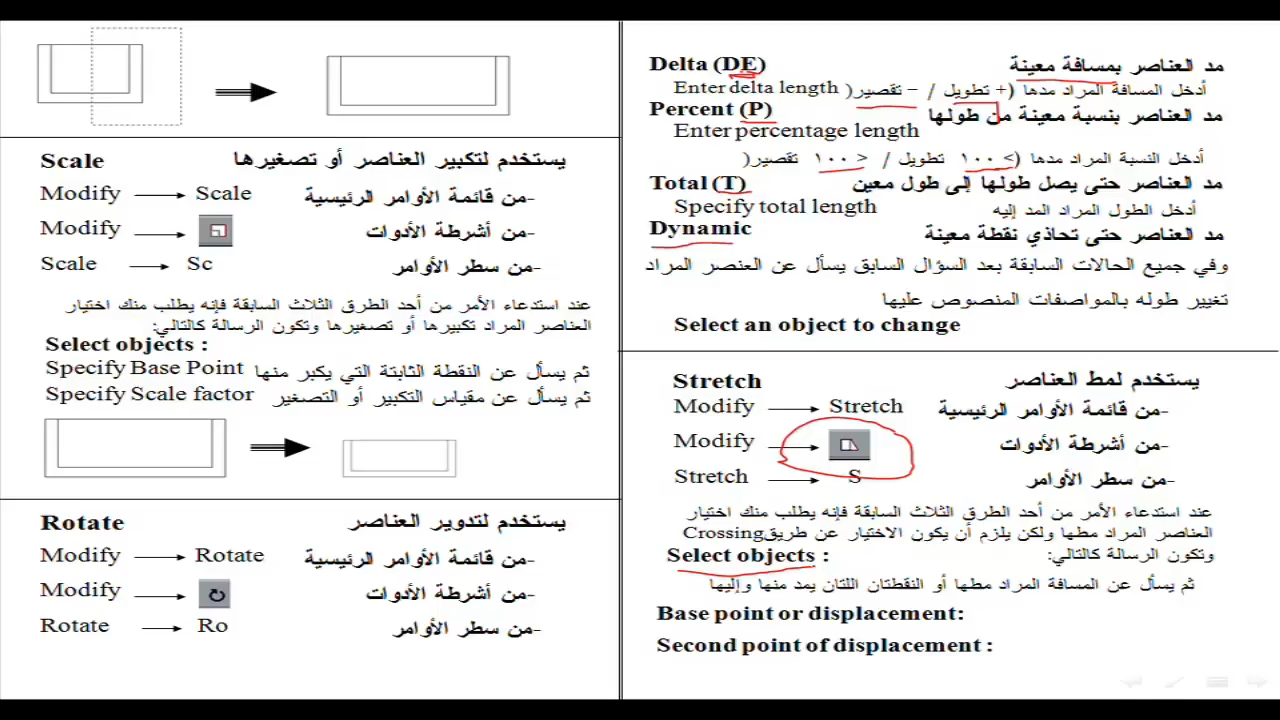 Delta (DE) مد العناصر بمسافة معينة
Enter delta length أدخل المسافة المراد مدها (+ تطويل / – تقصير(
Percent (P) مد العناصر بنسبة معينة من طولها
Enter percentage length
أدخل النسبة المراد مدها (> ١٠٠ تطويل / < ١٠٠ تقصير(
Total (T) مد العناصر حتى يصل طولها إلى طول معين
Specify total length أدخل الطول المراد المد إليه
Dynamic مد العناصر حتى تحاذي نقطة معينة
وفي جميع الحالات السابقة بعد السؤال السابق يسأل عن العنصر المراد
تغيير طوله بالمواصفات المنصوص عليها
Select an object to change
Stretch يستخدم لمط العناصر
Modify Stretch -من قائمة الأوامر الرئيسية
Modify -من أشرطة الأدوات
Stretch S -من سطر الأوامر
عند استدعاء الأمر من أحد الطرق الثلاث السابقة فإنه يطلب منك اختيار
العناصر المراد مطها ولكن يلزم أن يكون الاختيار عن طريق Crossing
وتكون الرسالة كالتالي:
Select objects :
ثم يسأل عن المسافة المراد مطها أو النقطتان اللتان يمد منها وإليها
Base point or displacement:
Second point of displacement :
Scale يستخدم لتكبير العناصر أو تصغيرها
Modify Scale -من قائمة الأوامر الرئيسية
Modify -من أشرطة الأدوات
Scale Sc -من سطر الأوامر
عند استدعاء الأمر من أحد الطرق الثلاث السابقة فإنه يطلب منك اختيار
العناصر المراد تكبيرها أو تصغيرها وتكون الرسالة كالتالي:
Select objects :
Specify Base Point ثم يسأل عن النقطة الثابتة التي يكبر منها
Specify Scale factor ثم يسأل عن مقياس التكبير أو التصغير
Rotate يستخدم لتدوير العناصر
Modify Rotate -من قائمة الأوامر الرئيسية
Modify -من أشرطة الأدوات
Rotate Ro -من سطر الأوامر